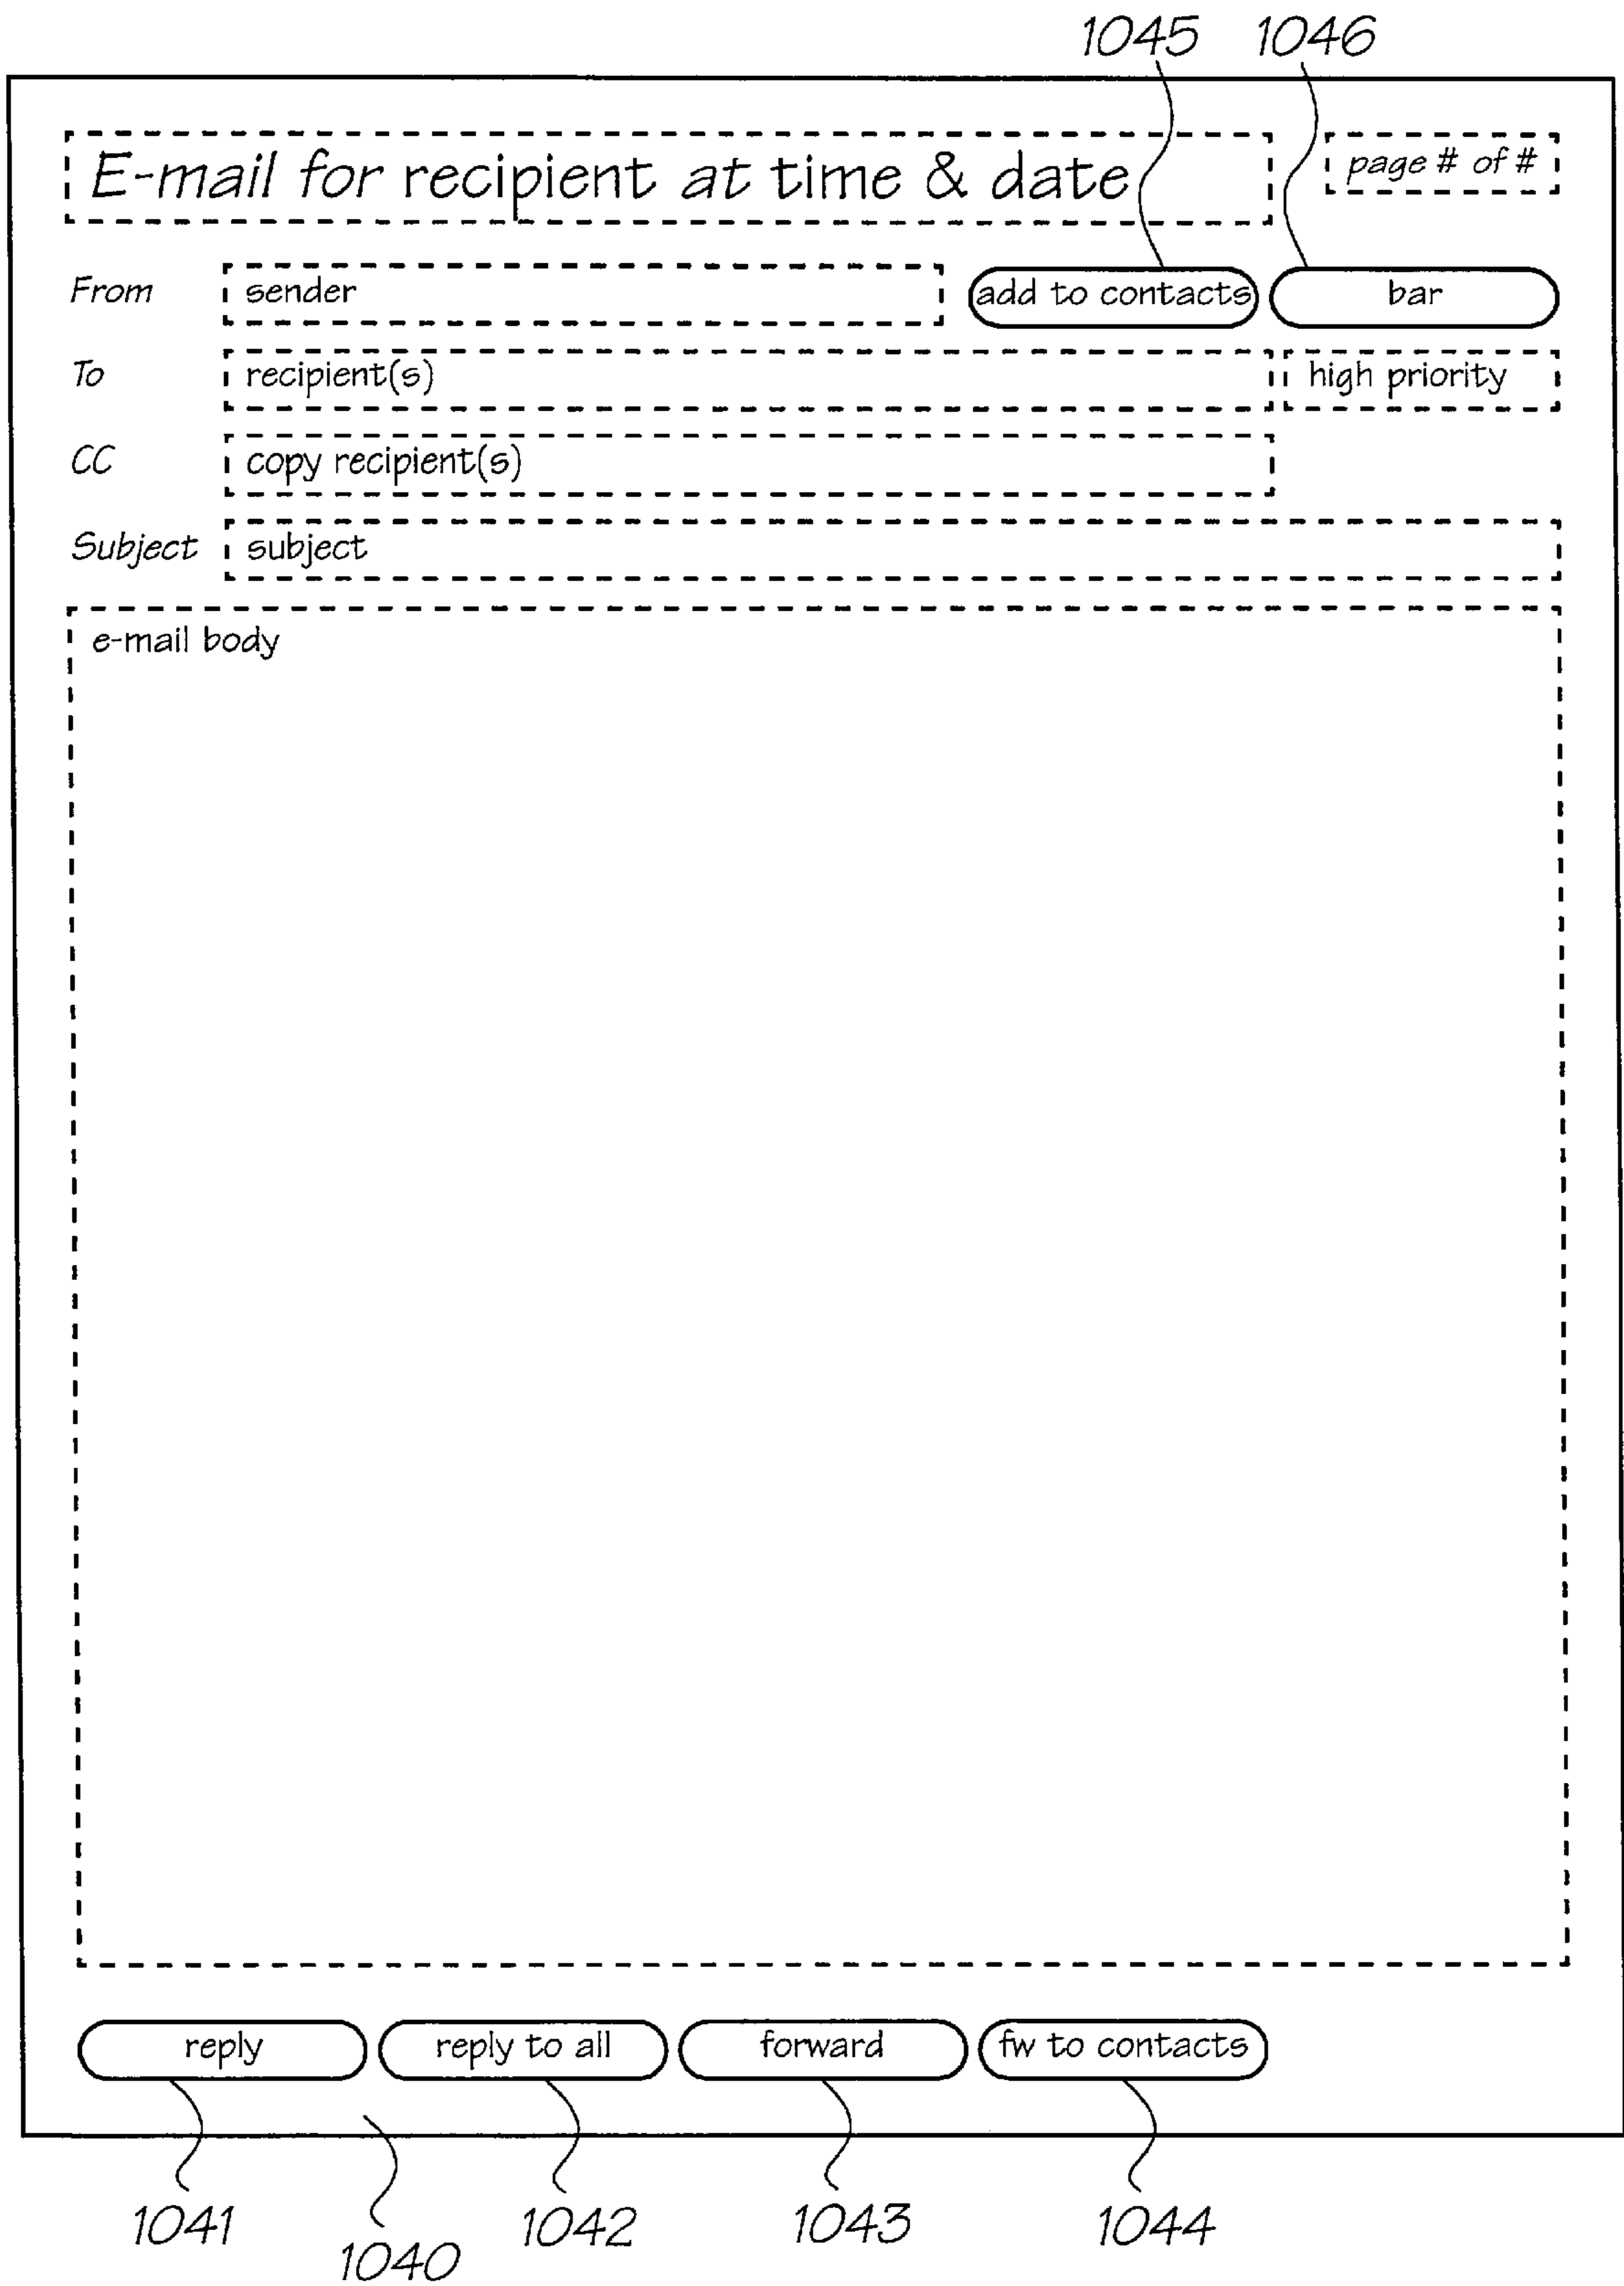 1045 1046
E-mail for recipient at time & date page # of #
From sender add to contacts bar
To recipient(s) high priority
CC copy recipient(s)
Subject subject
e-mail body
reply reply to all forward fw to contacts
1041 1040 1042 1043 1044